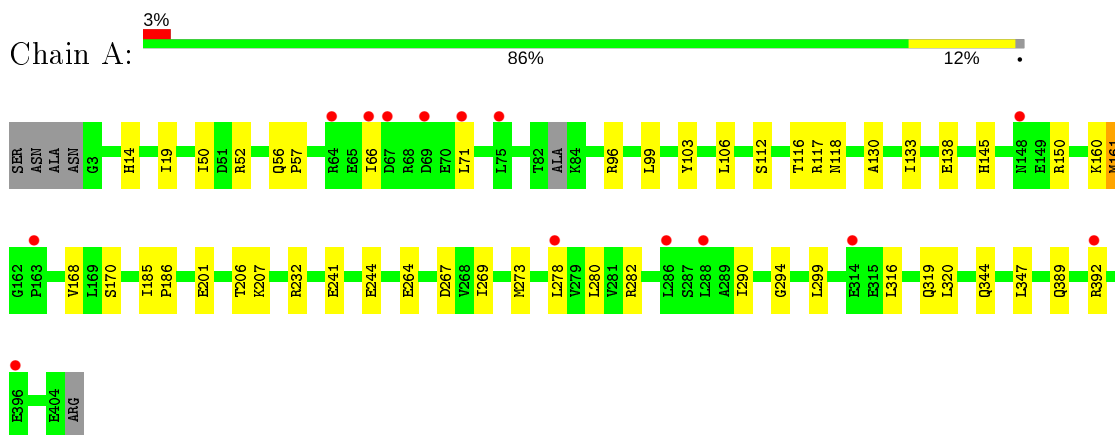 3%
Chain A:
86% 12% •
SER ASN ALA ASN G3 H14 I19 I50 D51 R52 Q56 P57 R64 E65 I66 D67 R68 D69 E70 L71 L75 T82 ALA K84 R96 L99 Y103 L106 S112 T116 R117 N118 A130 I133 E138 H145 N148 E149 R150 K160 M161
G162 P163 V168 L169 S170 I185 P186 E201 T206 K207 R232 E241 E244 E264 D267 V268 I269 M273 L278 V279 L280 V281 R282 L286 S287 L288 A289 I290 G294 L299 E314 E315 L316 Q319 L320 Q344 L347 Q389 R392
E396 E404 ARG